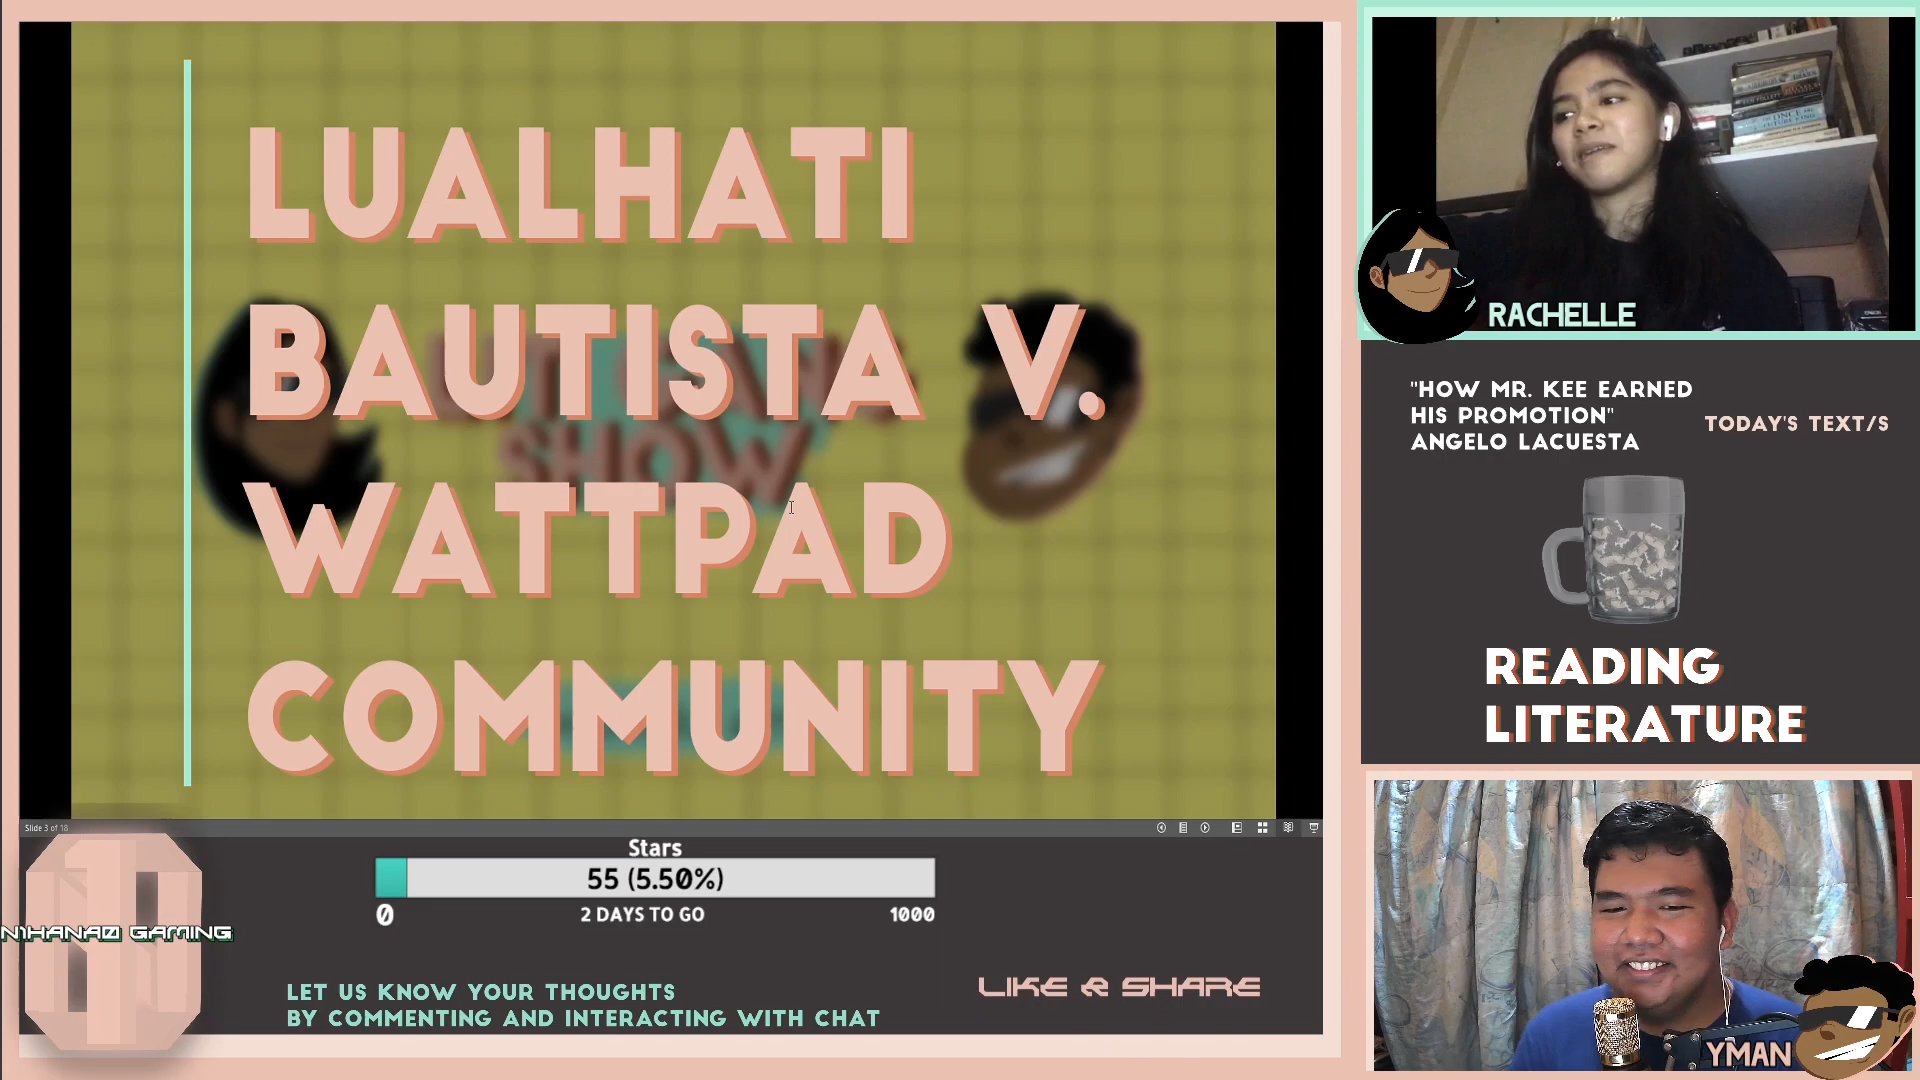 LUALHATI
BAUTISTA V.
WATTPAD
COMMUNITY
SHOW
Slide 3 of 18
Stars
55 (5.50%)
0
2 DAYS TO GO
1000
N1HANA0 GAMING
LET US KNOW YOUR THOUGHTS
BY COMMENTING AND INTERACTING WITH CHAT
LIKE & SHARE
RACHELLE
"HOW MR. KEE EARNED
HIS PROMOTION"
ANGELO LACUESTA
TODAY'S TEXT/S
READING
LITERATURE
YMAN